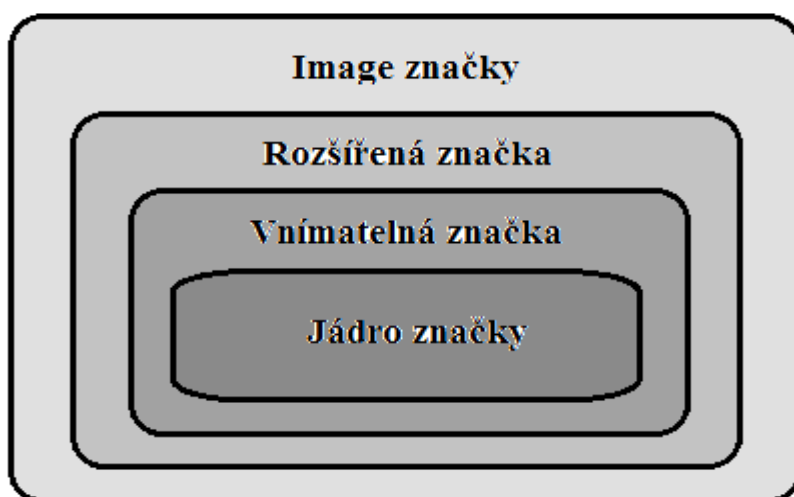 Image značky
Rozšířená značka
Vnímatelná značka
Jádro značky